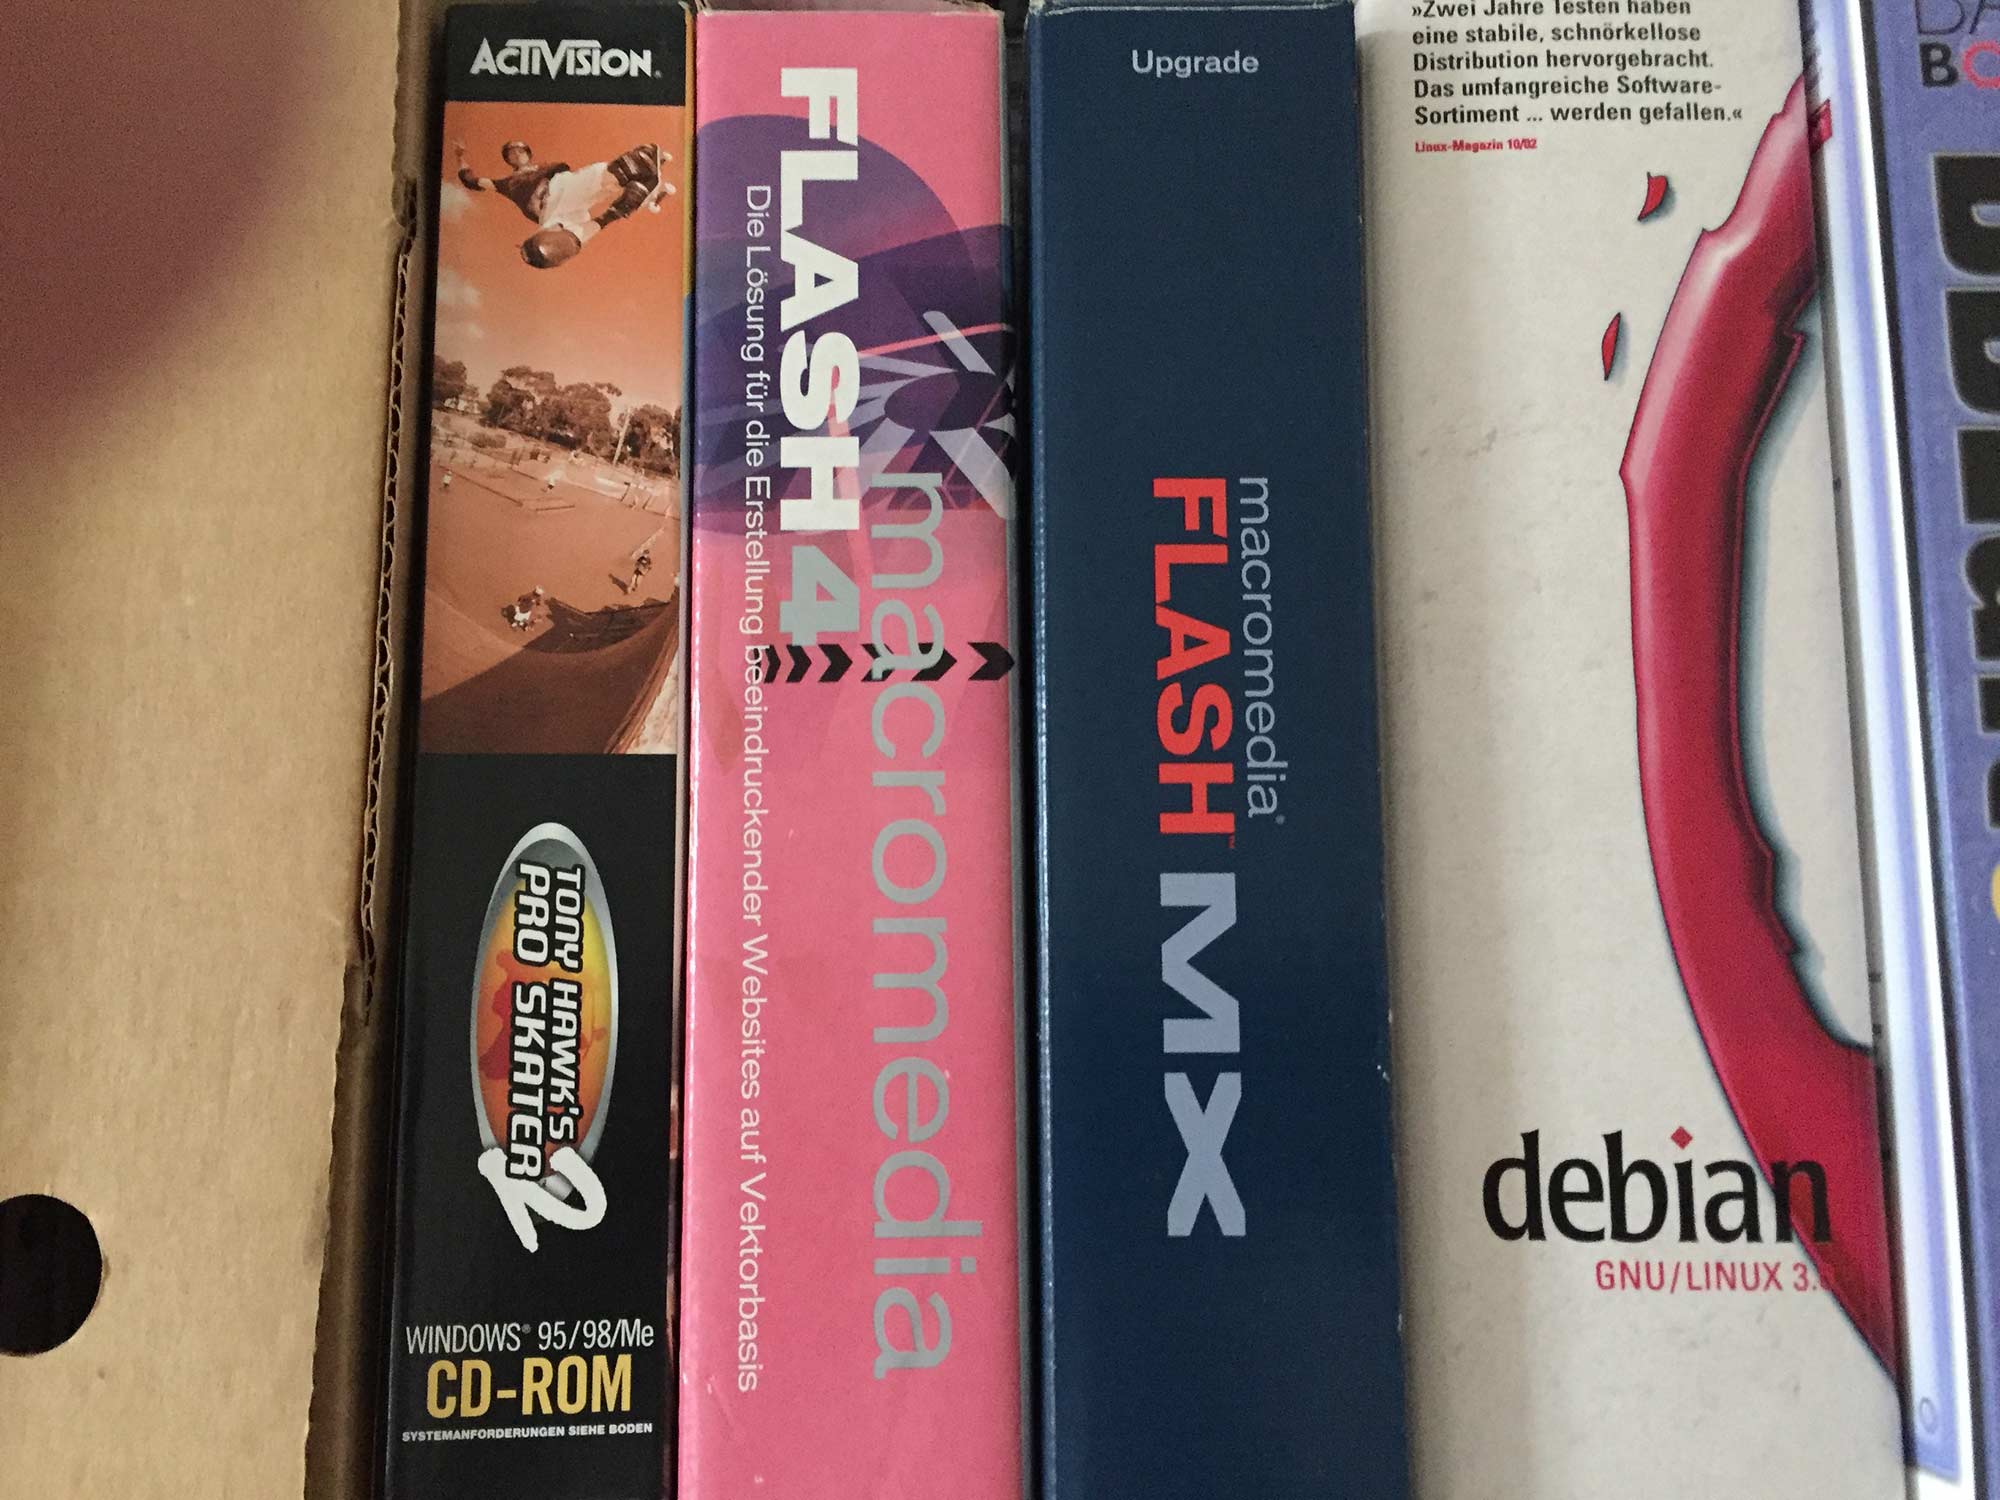 ACTIVISION.
TONY HAWK'S
PRO SKATER
2
WINDOWS® 95/98/Me
CD-ROM
SYSTEMANFORDERUNGEN SIEHE BODEN
macromedia
FLASH 4
Die Lösung für die Erstellung beeindruckender Websites auf Vektorbasis
Upgrade
macromedia®
FLASH™ MX
»Zwei Jahre Testen haben
eine stabile, schnörkellose
Distribution hervorgebracht.
Das umfangreiche Software-
Sortiment ... werden gefallen.«
Linux-Magazin 10/02
debian
GNU/LINUX 3.